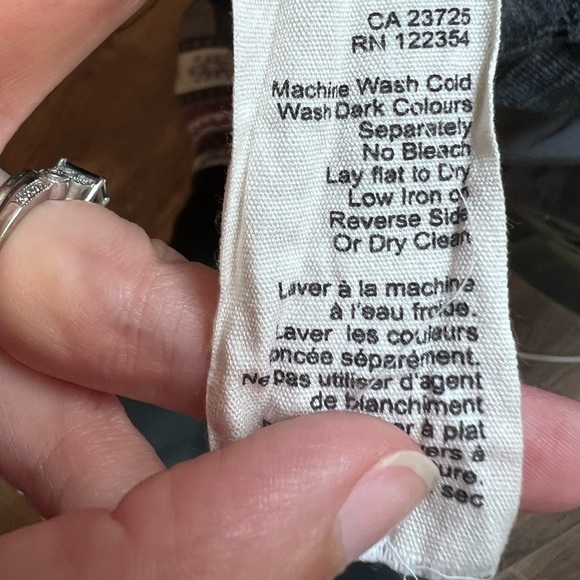 CA 23725
RN 122354
Machine Wash Cold
Wash Dark Colours
Separately
No Bleach
Lay flat to Dry
Low Iron on
Reverse Side
Or Dry Clean
Laver à la machine
à l'eau froide.
Laver les couleurs
oncée séparément.
Ne pas utiliser d'agent
de blanchiment
à plat
sec